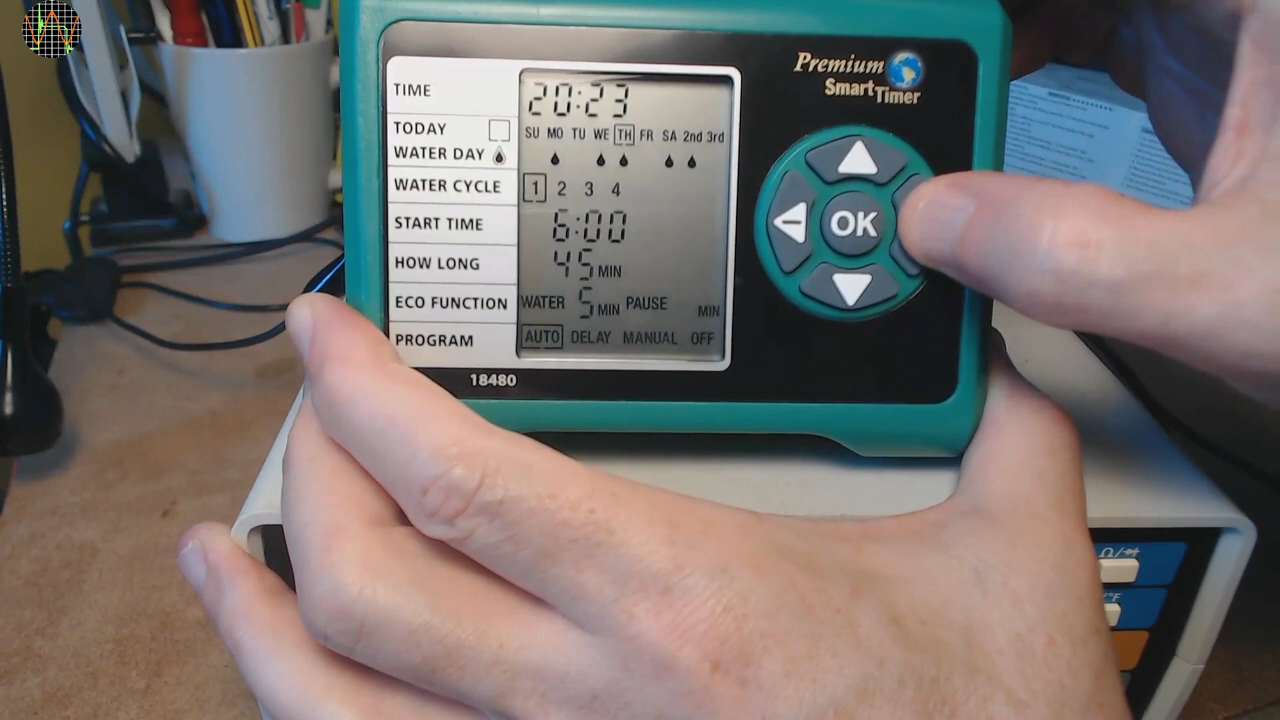 Premium
Smart Timer
TIME 20:23
TODAY SU MO TU WE TH FR SA 2nd 3rd
WATER DAY
WATER CYCLE 1 2 3 4
START TIME 6:00
HOW LONG 45 MIN
ECO FUNCTION WATER 5 MIN PAUSE MIN
PROGRAM AUTO DELAY MANUAL OFF
18480
OK
Ω/
°F